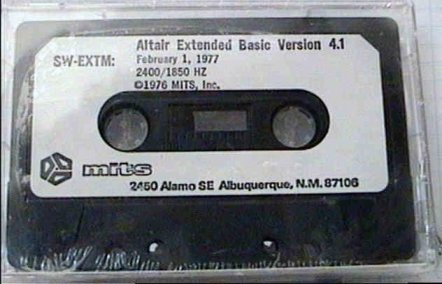 Altair Extended Basic Version 4.1
SW-EXTM: February 1, 1977
2400/1850 HZ
©1976 MITS, Inc.
mits
2450 Alamo SE Albuquerque, N.M. 87106